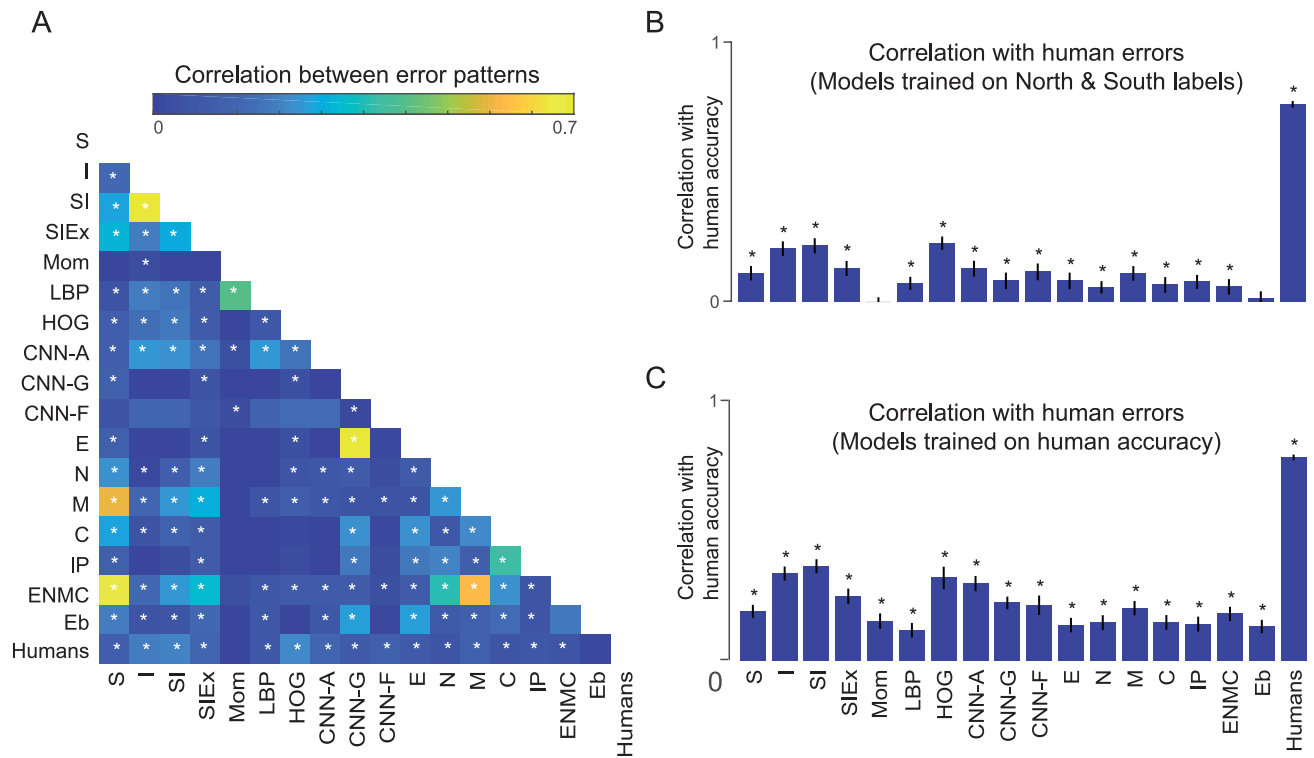 A
Correlation between error patterns
0
0.7
S
I
SI
SIEx
Mom
LBP
HOG
CNN-A
CNN-G
CNN-F
E
N
M
C
IP
ENMC
Eb
Humans
S
I
SI
SIEx
Mom
LBP
HOG
CNN-A
CNN-G
CNN-F
E
N
M
C
IP
ENMC
Eb
Humans
B
1
Correlation with human errors
(Models trained on North & South labels)
Correlation with
human accuracy
0
C
1
Correlation with human errors
(Models trained on human accuracy)
Correlation with
human accuracy
0
S
I
SI
SIEx
Mom
LBP
HOG
CNN-A
CNN-G
CNN-F
E
N
M
C
IP
ENMC
Eb
Humans